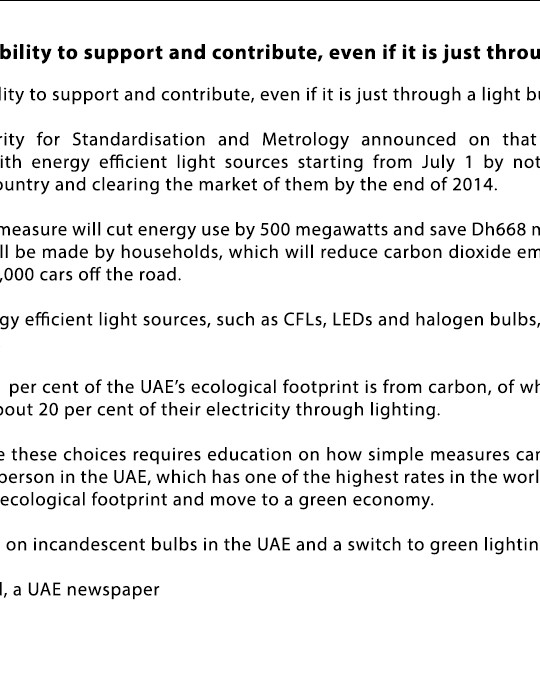 bility to support and contribute, even if it is just throu
lity to support and contribute, even if it is just through a light bu
rity for Standardisation and Metrology announced on that
ith energy efficient light sources starting from July 1 by not
ountry and clearing the market of them by the end of 2014.
measure will cut energy use by 500 megawatts and save Dh668 m
ll be made by households, which will reduce carbon dioxide em
,000 cars off the road.
gy efficient light sources, such as CFLs, LEDs and halogen bulbs,
per cent of the UAE’s ecological footprint is from carbon, of wh
bout 20 per cent of their electricity through lighting.
e these choices requires education on how simple measures can
person in the UAE, which has one of the highest rates in the worl
ecological footprint and move to a green economy.
on incandescent bulbs in the UAE and a switch to green lightin
l, a UAE newspaper